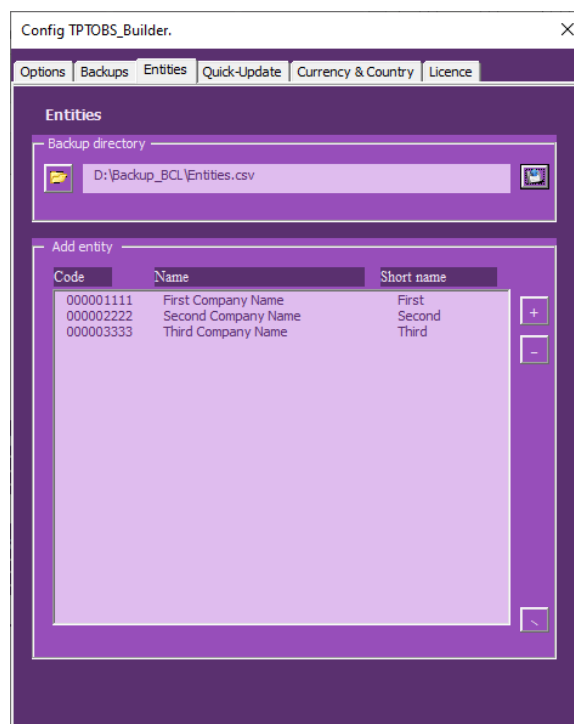 Config TPTOBS_Builder.
Options Backups Entities Quick-Update Currency & Country Licence
Entities
Backup directory
D:\Backup_BCL\Entities.csv
Add entity
Code Name Short name
000001111 First Company Name First
000002222 Second Company Name Second
000003333 Third Company Name Third
+
-